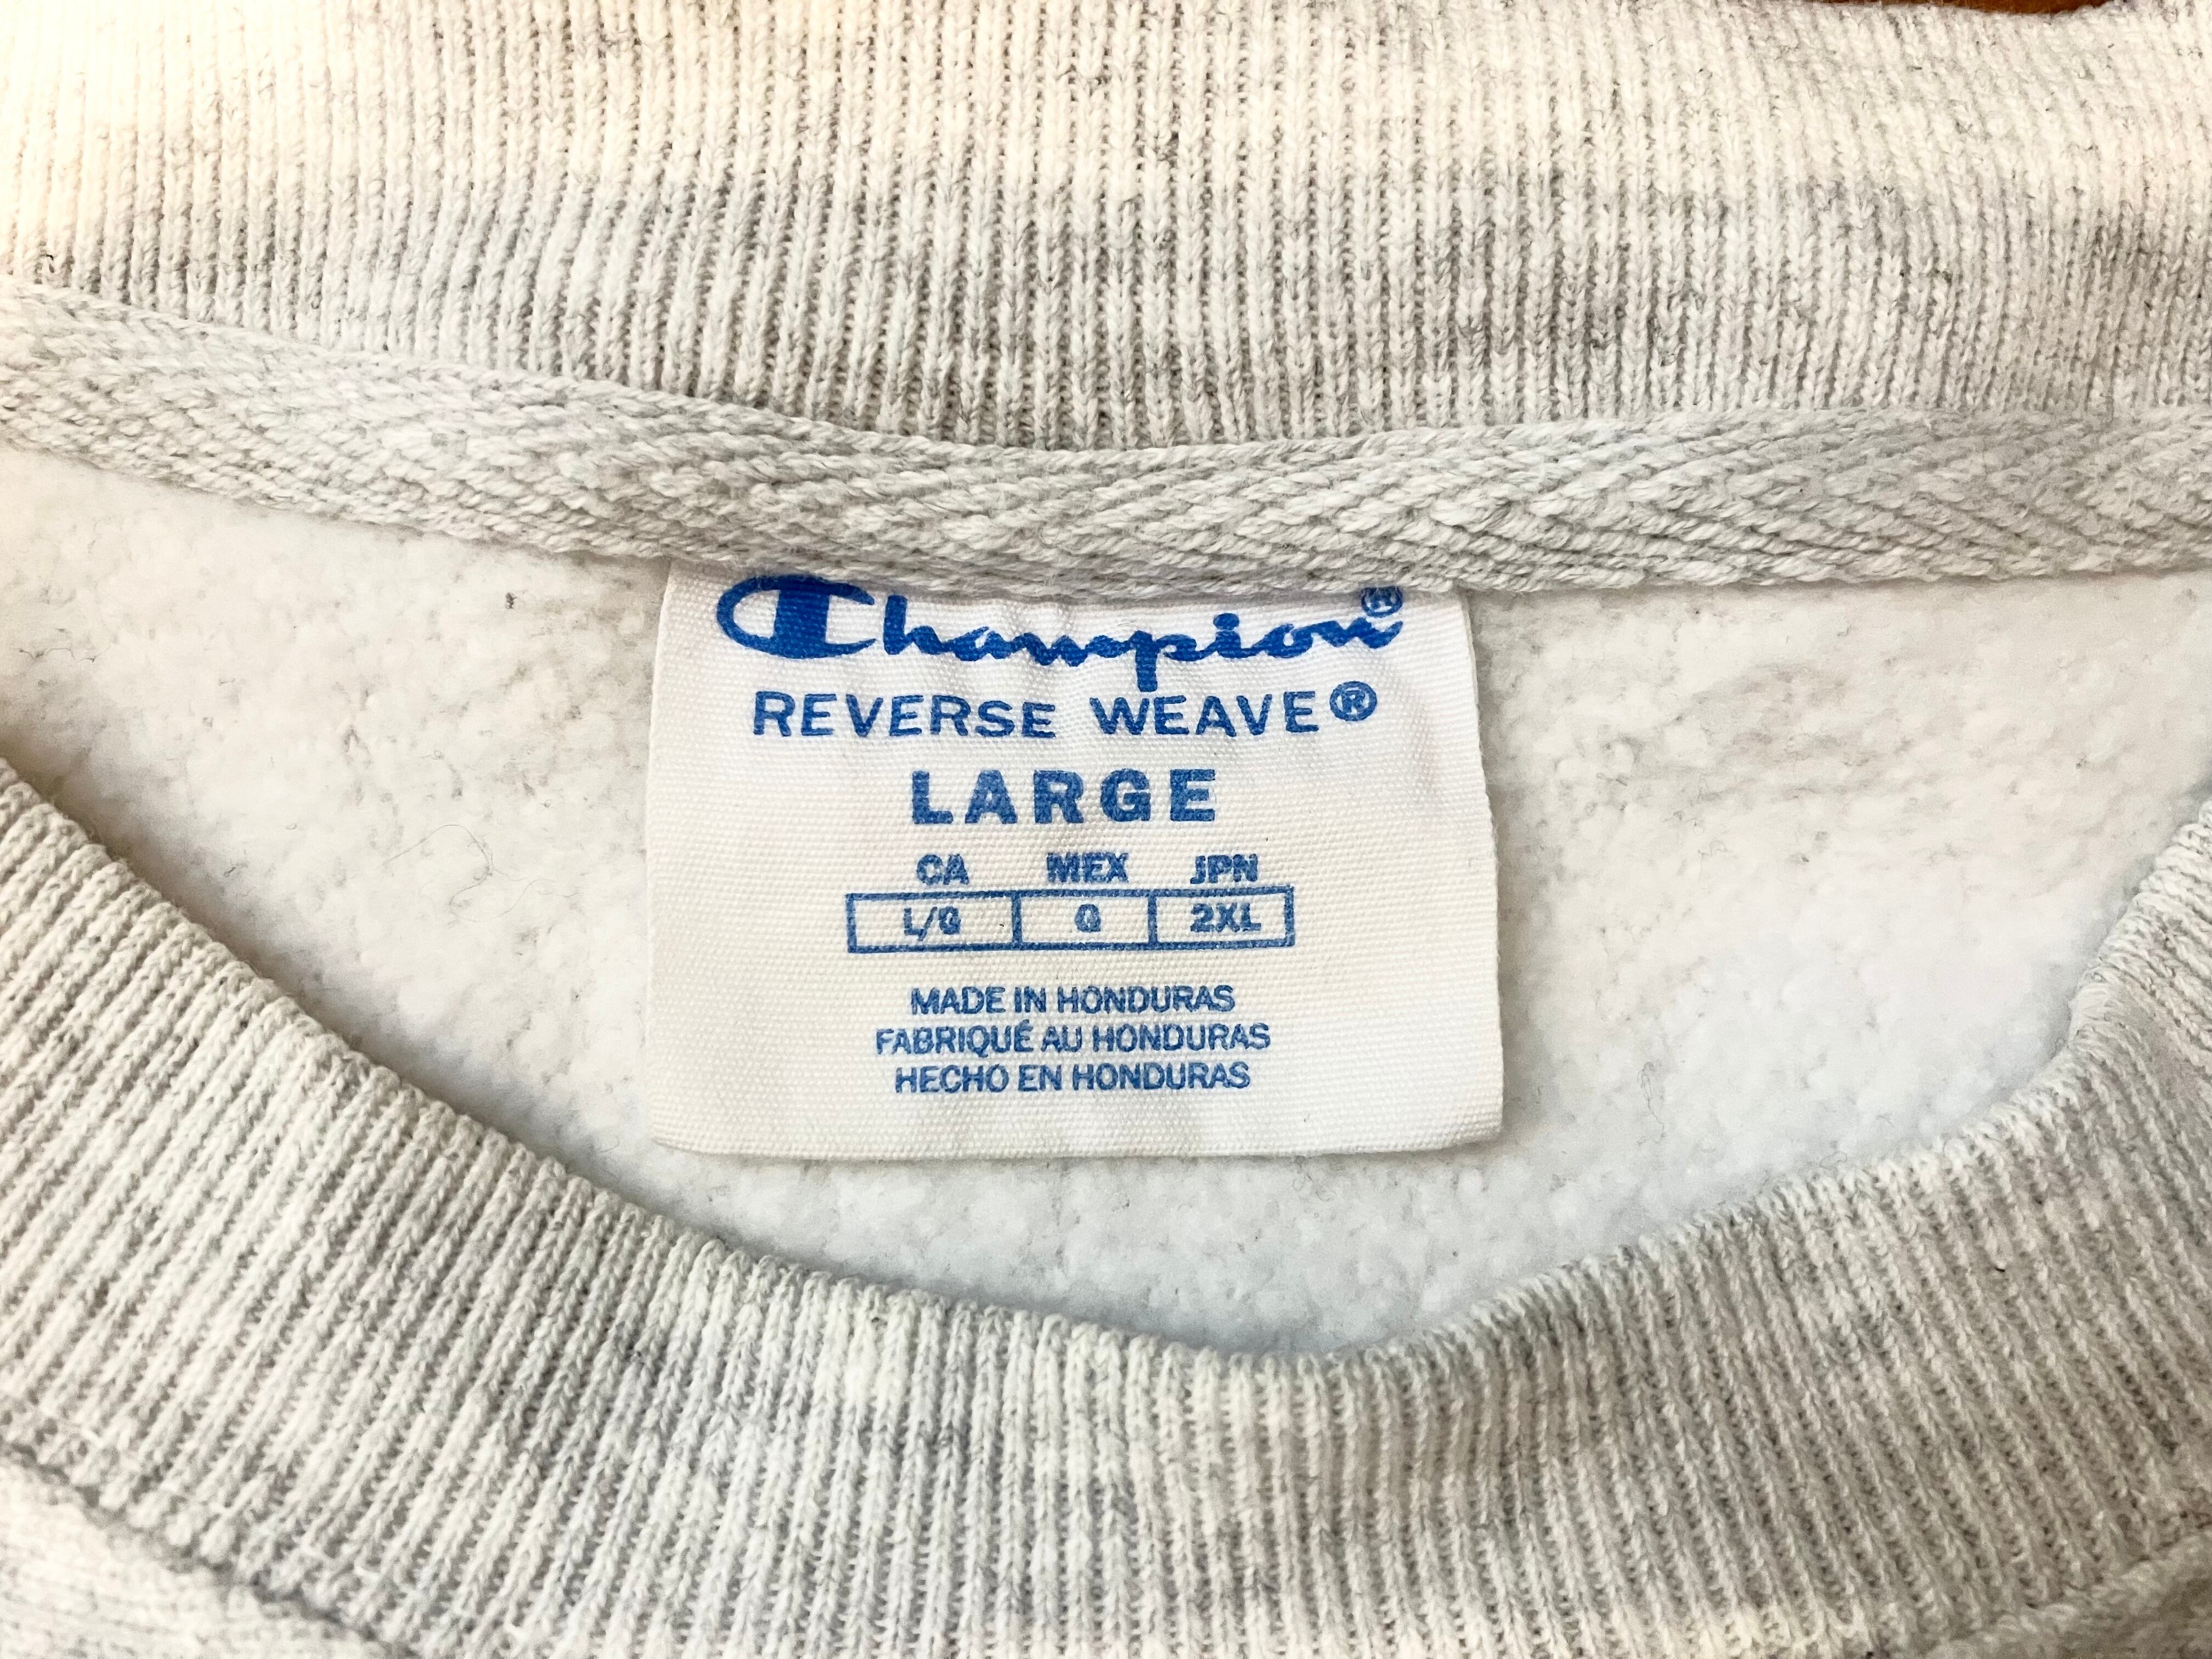 Champion®
REVERSE WEAVE®
LARGE
CA MEX JPN
L/G G 2XL
MADE IN HONDURAS
FABRIQUÉ AU HONDURAS
HECHO EN HONDURAS